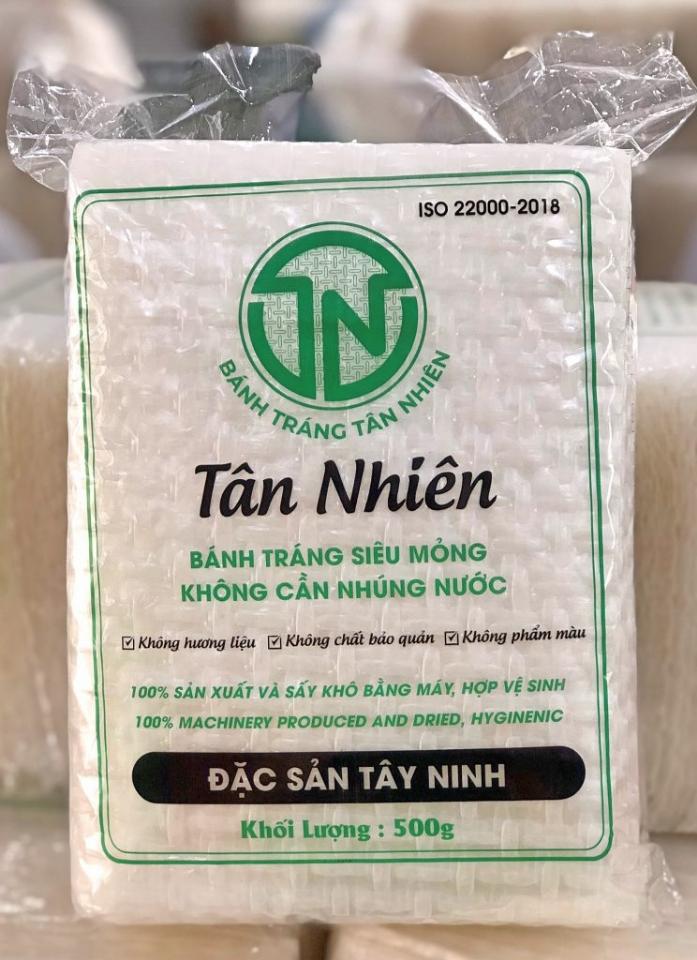 ISO 22000-2018
TN
BÁNH TRÁNG TÂN NHIÊN
Tân Nhiên
BÁNH TRÁNG SIÊU MỎNG
KHÔNG CẦN NHÚNG NƯỚC
☑ Không hương liệu ☑ Không chất bảo quản ☑ Không phẩm màu
100% SẢN XUẤT VÀ SẤY KHÔ BẰNG MÁY, HỢP VỆ SINH
100% MACHINERY PRODUCED AND DRIED, HYGINENIC
ĐẶC SẢN TÂY NINH
Khối Lượng : 500g